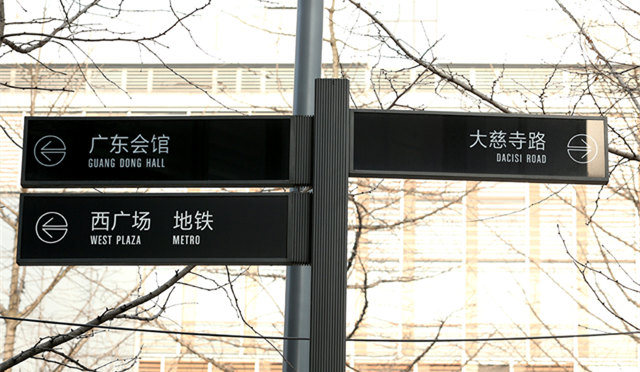 广东会馆
GUANG DONG HALL
西广场 地铁
WEST PLAZA METRO
大慈寺路
DACISI ROAD